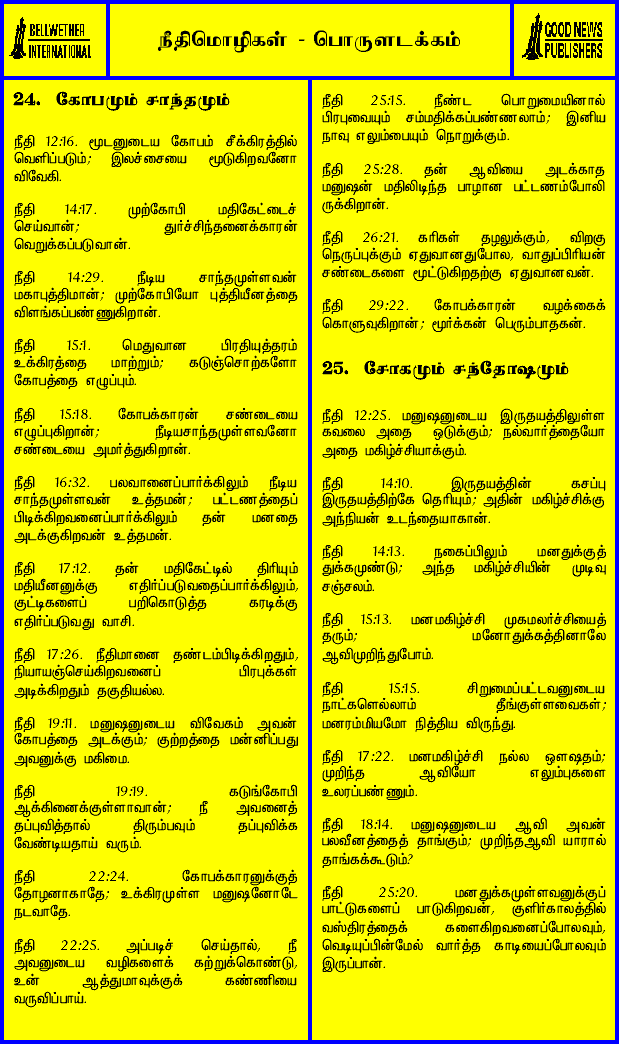 BELLWETHER
INTERNATIONAL
நீதிமொழிகள் - பொருளடக்கம்
GOOD NEWS
PUBLISHERS
24. கோபமும் சாந்தமும்
நீதி 12:16. மூடனுடைய கோபம் சீக்கிரத்தில்
வெளிப்படும்; இலச்சையை மூடுகிறவனோ
விவேகி.
நீதி 14:17. முற்கோபி மதிகேட்டைச்
செய்வான்; துர்ச்சிந்தனைக்காரன்
வெறுக்கப்படுவான்.
நீதி 14:29. நீடிய சாந்தமுள்ளவன்
மகாபுத்திமான்; முற்கோபியோ புத்தியீனத்தை
விளங்கப்பண்ணுகிறான்.
நீதி 15:1. மெதுவான பிரதியுத்தரம்
உக்கிரத்தை மாற்றும்; கடுஞ்சொற்களோ
கோபத்தை எழுப்பும்.
நீதி 15:18. கோபக்காரன் சண்டையை
எழுப்புகிறான்; நீடியசாந்தமுள்ளவனோ
சண்டையை அமர்த்துகிறான்.
நீதி 16:32. பலவானைப்பார்க்கிலும் நீடிய
சாந்தமுள்ளவன் உத்தமன்; பட்டணத்தைப்
பிடிக்கிறவனைப்பார்க்கிலும் தன் மனதை
அடக்குகிறவன் உத்தமன்.
நீதி 17:12. தன் மதிகேட்டில் திரியும்
மதியீனனுக்கு எதிர்ப்படுவதைப்பார்க்கிலும்,
குட்டிகளைப் பறிகொடுத்த கரடிக்கு
எதிர்ப்படுவது வாசி.
நீதி 17:26. நீதிமானை தண்டம்பிடிக்கிறதும்,
நியாயஞ்செய்கிறவனைப் பிரபுக்கள்
அடிக்கிறதும் தகுதியல்ல.
நீதி 19:11. மனுஷனுடைய விவேகம் அவன்
கோபத்தை அடக்கும்; குற்றத்தை மன்னிப்பது
அவனுக்கு மகிமை.
நீதி 19:19. கடுங்கோபி
ஆக்கினைக்குள்ளாவான்; நீ அவனைத்
தப்புவித்தால் திரும்பவும் தப்புவிக்க
வேண்டியதாய் வரும்.
நீதி 22:24. கோபக்காரனுக்குத்
தோழனாகாதே; உக்கிரமுள்ள மனுஷனோடே
நடவாதே.
நீதி 22:25. அப்படிச் செய்தால், நீ
அவனுடைய வழிகளைக் கற்றுக்கொண்டு,
உன் ஆத்துமாவுக்குக் கண்ணியை
வருவிப்பாய்.
நீதி 25:15. நீண்ட பொறுமையினால்
பிரபுவையும் சம்மதிக்கப்பண்ணலாம்; இனிய
நாவு எலும்பையும் நொறுக்கும்.
நீதி 25:28. தன் ஆவியை அடக்காத
மனுஷன் மதிலிடிந்த பாழான பட்டணம்போலி
ருக்கிறான்.
நீதி 26:21. கரிகள் தழலுக்கும், விறகு
நெருப்புக்கும் ஏதுவானதுபோல, வாதுப்பிரியன்
சண்டைகளை மூட்டுகிறதற்கு ஏதுவானவன்.
நீதி 29:22. கோபக்காரன் வழக்கைக்
கொளுவுகிறான்; மூர்க்கன் பெரும்பாதகன்.
25. சோகமும் சந்தோஷமும்
நீதி 12:25. மனுஷனுடைய இருதயத்திலுள்ள
கவலை அதை ஒடுக்கும்; நல்வார்த்தையோ
அதை மகிழ்ச்சியாக்கும்.
நீதி 14:10. இருதயத்தின் கசப்பு
இருதயத்திற்கே தெரியும்; அதின் மகிழ்ச்சிக்கு
அந்நியன் உடந்தையாகான்.
நீதி 14:13. நகைப்பிலும் மனதுக்குத்
துக்கமுண்டு; அந்த மகிழ்ச்சியின் முடிவு
சஞ்சலம்.
நீதி 15:13. மனமகிழ்ச்சி முகமலர்ச்சியைத்
தரும்; மனோதுக்கத்தினாலே
ஆவிமுறிந்துபோம்.
நீதி 15:15. சிறுமைப்பட்டவனுடைய
நாட்களெல்லாம் தீங்குள்ளவைகள்;
மனரம்மியமோ நித்திய விருந்து.
நீதி 17:22. மனமகிழ்ச்சி நல்ல ஔஷதம்;
முறிந்த ஆவியோ எலும்புகளை
உலரப்பண்ணும்.
நீதி 18:14. மனுஷனுடைய ஆவி அவன்
பலவீனத்தைத் தாங்கும்; முறிந்தஆவி யாரால்
தாங்கக்கூடும்?
நீதி 25:20. மனதுக்கமுள்ளவனுக்குப்
பாட்டுகளைப் பாடுகிறவன், குளிர்காலத்தில்
வஸ்திரத்தைக் களைகிறவனைப்போலவும்,
வெடியுப்பின்மேல் வார்த்த காடியைப்போலவும்
இருப்பான்.